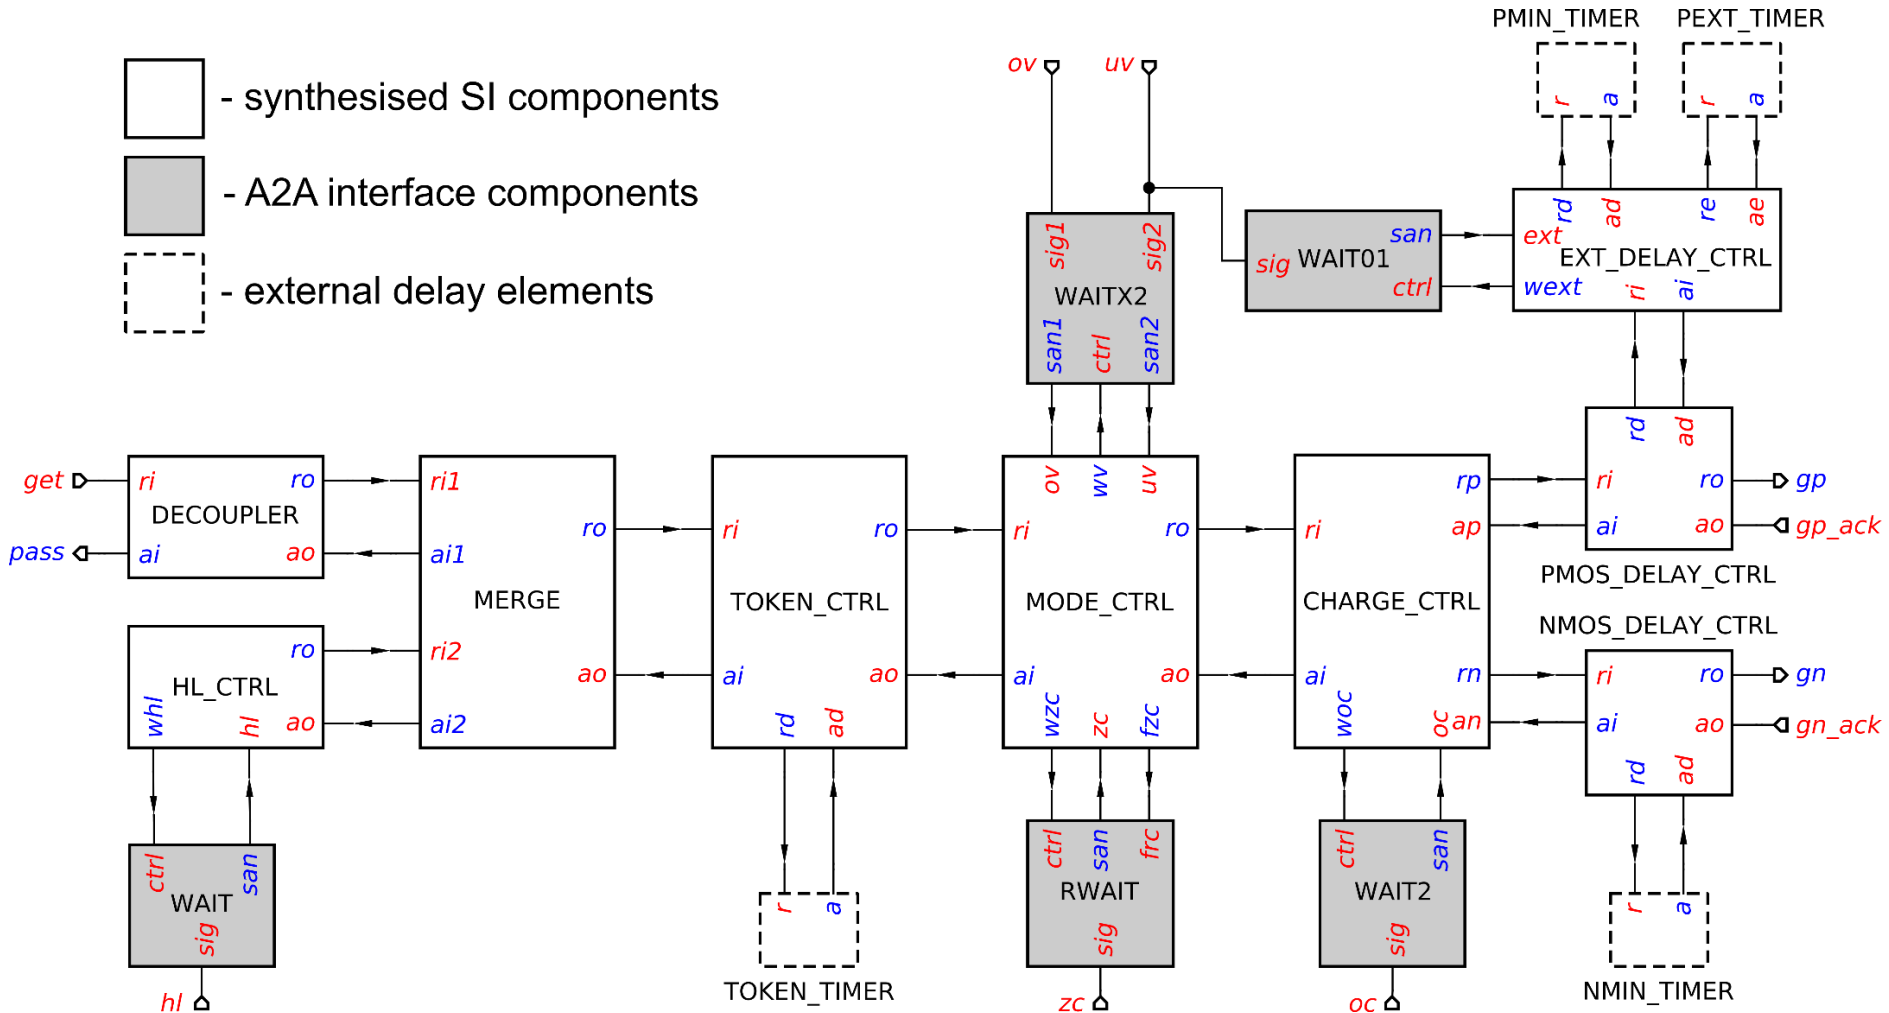 PMIN_TIMER PEXT_TIMER
ov uv
r a r a
- synthesised SI components
- A2A interface components
- external delay elements
rd ad re ae
sig1 sig2
san ext
sig WAIT01 EXT_DELAY_CTRL
ctrl wext ri ai
WAITX2
san1 ctrl san2
rd ad
get ri ro ri1 ov wv uv rp ri ro gp
DECOUPLER
ro ri ro ri ro ri ap ai ao gp_ack
pass ai ao ai1
PMOS_DELAY_CTRL
MERGE TOKEN_CTRL MODE_CTRL CHARGE_CTRL
NMOS_DELAY_CTRL
ro ri2
HL_CTRL ao ai ao ai ao ai rn ri ro gn
whl hl ao ai2 rd ad wzc zc fzc woc oc an ai ao gn_ack
rd ad
ctrl san ctrl san frc ctrl san
WAIT RWAIT WAIT2
sig r a sig sig r a
TOKEN_TIMER NMIN_TIMER
hl zc oc